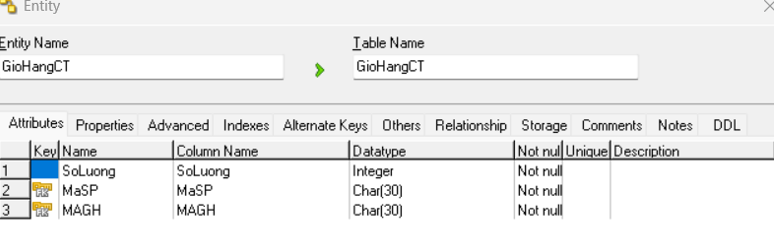 Entity
Entity Name
Table Name
GioHangCT
GioHangCT
Attributes Properties Advanced Indexes Alternate Keys Others Relationship Storage Comments Notes DDL
Key Name Column Name Datatype Not nul Unique Description
1 SoLuong SoLuong Integer Not null
2 MaSP MaSP Char(30) Not null
3 MAGH MAGH Char(30) Not null